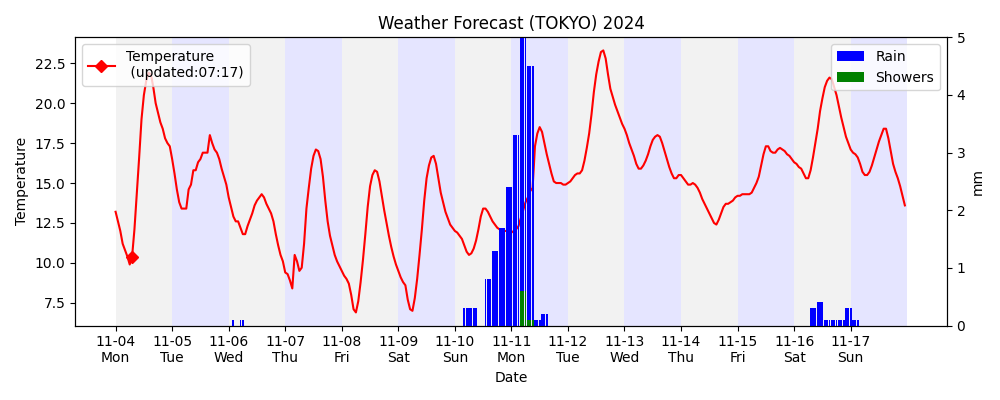 Weather Forecast (TOKYO) 2024
Temperature
(updated:07:17)
Rain
Showers
Temperature
22.5
20.0
17.5
15.0
12.5
10.0
7.5
5
4
3
2
1
0
mm
11-04 11-05 11-06 11-07 11-08 11-09 11-10 11-11 11-12 11-13 11-14 11-15 11-16 11-17
Mon Tue Wed Thu Fri Sat Sun Mon Tue Wed Thu Fri Sat Sun
Date